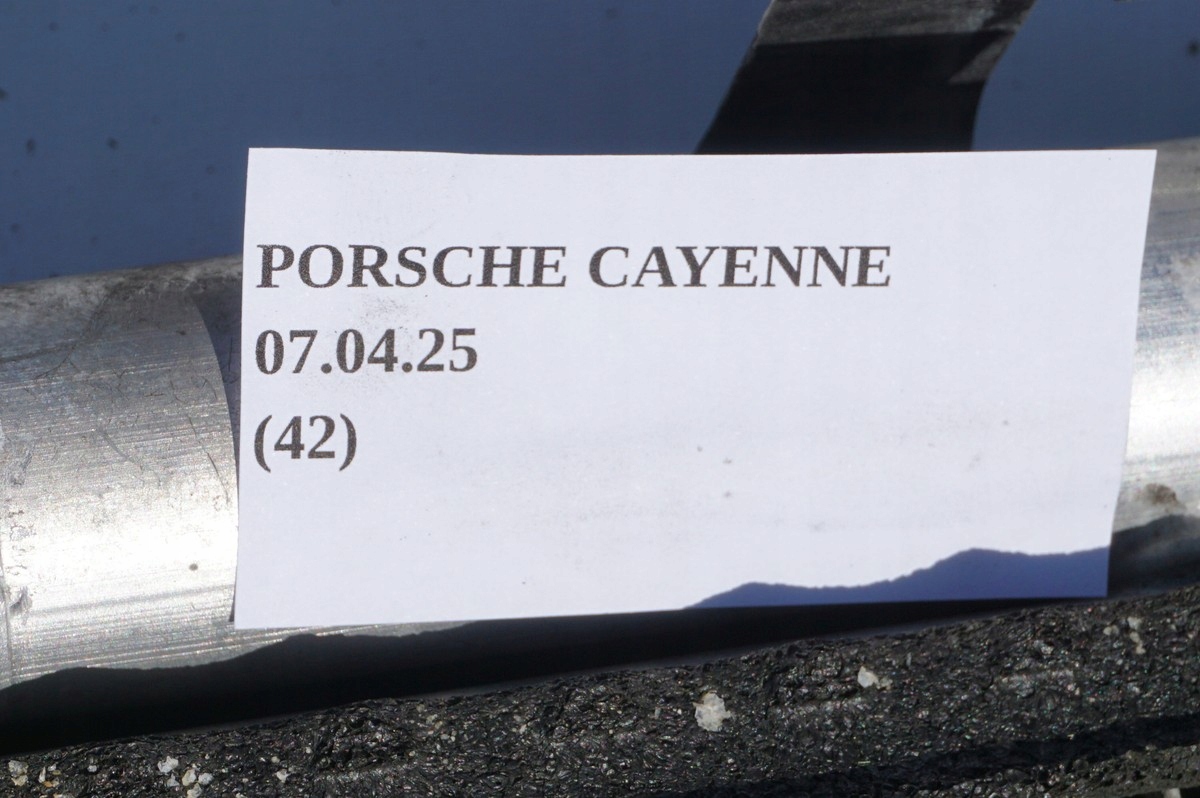 PORSCHE CAYENNE
07.04.25
(42)